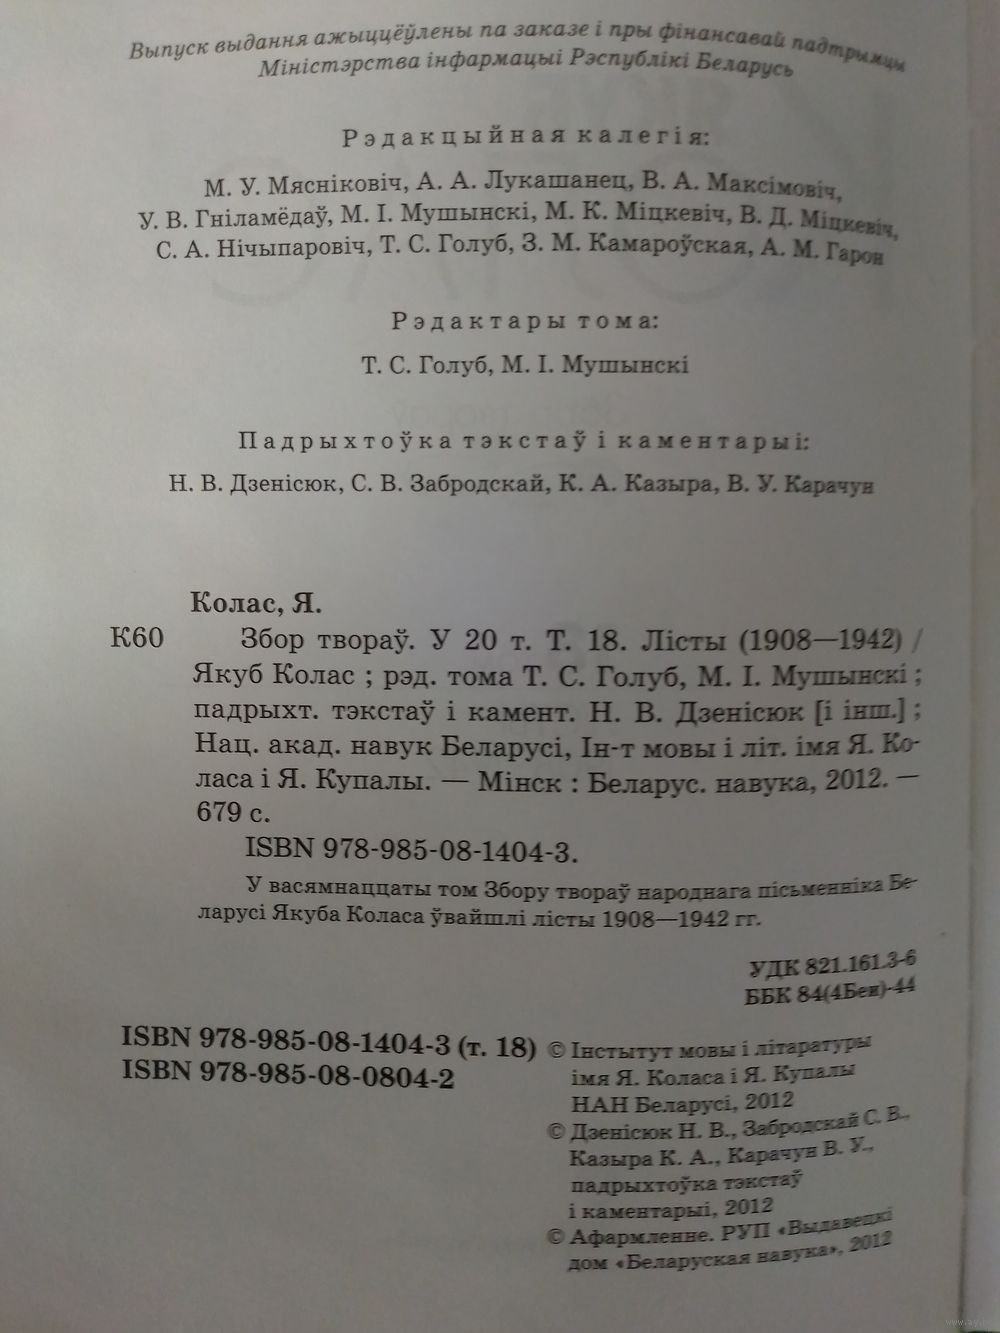 Выпуск выдання ажыццёўлены па заказе і пры фінансавай падтрымцы
Міністэрства інфармацыі Рэспублікі Беларусь
Рэдакцыйная калегія:
М. У. Мясніковіч, А. А. Лукашанец, В. А. Максімовіч,
У. В. Гніламёдаў, М. І. Мушынскі, М. К. Міцкевіч, В. Д. Міцкевіч,
С. А. Нічыпаровіч, Т. С. Голуб, З. М. Камароўская, А. М. Гарон
Рэдактары тома:
Т. С. Голуб, М. І. Мушынскі
Падрыхтоўка тэкстаў і каментарыі:
Н. В. Дзенісюк, С. В. Забродскай, К. А. Казыра, В. У. Карачун
Колас, Я.
К60 Збор твораў. У 20 т. Т. 18. Лісты (1908—1942) /
Якуб Колас ; рэд. тома Т. С. Голуб, М. І. Мушынскі ;
падрыхт. тэкстаў і камент. Н. В. Дзенісюк [і інш.] ;
Нац. акад. навук Беларусі, Ін-т мовы і літ. імя Я. Ко-
ласа і Я. Купалы. — Мінск : Беларус. навука, 2012. —
679 с.
ISBN 978-985-08-1404-3.
У васямнаццаты том Збору твораў народнага пісьменніка Бе-
ларусі Якуба Коласа ўвайшлі лісты 1908—1942 гг.
УДК 821.161.3-6
ББК 84(4Беи)-44
ISBN 978-985-08-1404-3 (т. 18)
ISBN 978-985-08-0804-2
© Інстытут мовы і літаратуры
імя Я. Коласа і Я. Купалы
НАН Беларусі, 2012
© Дзенісюк Н. В., Забродскай С. В.,
Казыра К. А., Карачун В. У.,
падрыхтоўка тэкстаў
і каментарыі, 2012
© Афармленне. РУП «Выдавецкі
дом «Беларуская навука», 2012